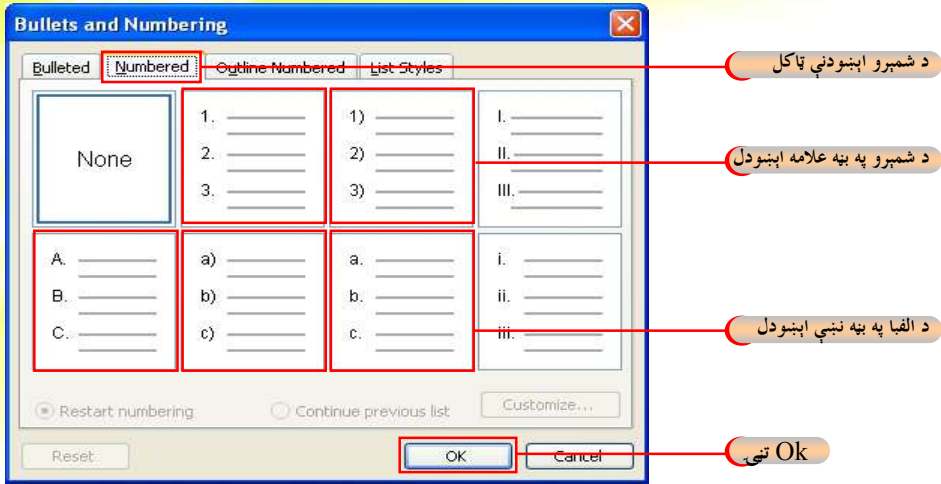 Bullets and Numbering
Bulleted Numbered Outline Numbered List Styles
د شمېرو اېښودنې ټاکل
None
1.
2.
3.
1)
2)
3)
I.
II.
III.
د شمېرو په بڼه علامه اېښودل
A.
B.
C.
a)
b)
c)
a.
b.
c.
i.
ii.
iii.
د الفبا په بڼه نښې اېښودل
Restart numbering Continue previous list Customize...
Reset OK Cancel
Ok تڼۍ